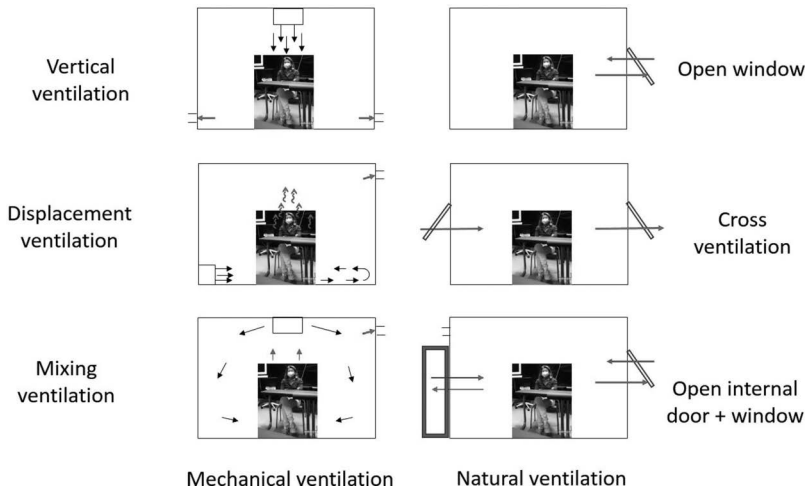 Vertical
ventilation
Open window
Displacement
ventilation
Cross
ventilation
Mixing
ventilation
Open internal
door + window
Mechanical ventilation
Natural ventilation